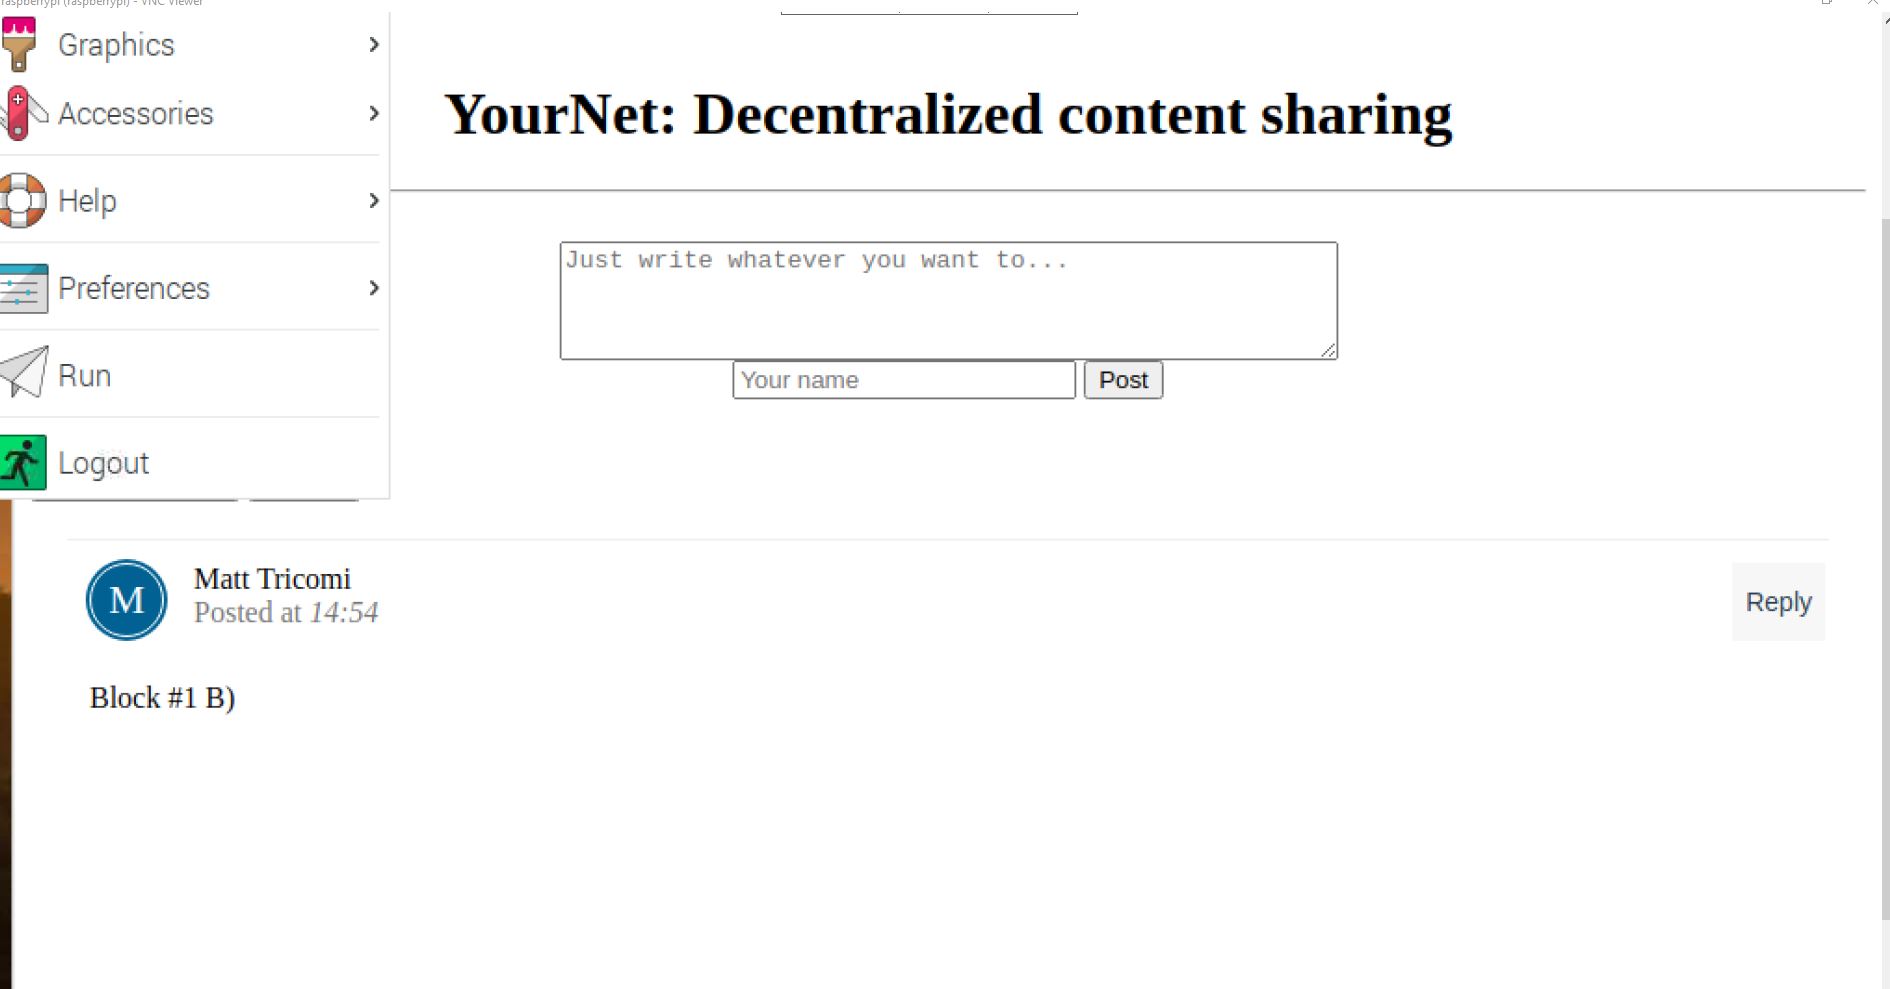 raspberrypi (raspberrypi) - VNC Viewer
Graphics
Accessories
Help
Preferences
Run
Logout
YourNet: Decentralized content sharing
Just write whatever you want to...
Your name
Post
M
Matt Tricomi
Posted at 14:54
Reply
Block #1 B)